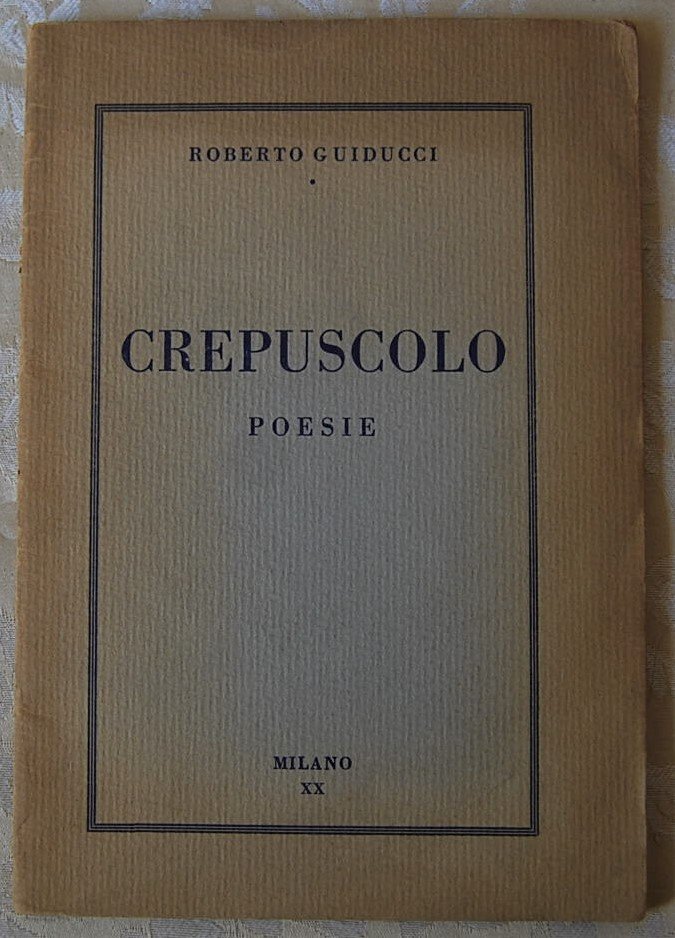 ROBERTO GUIDUCCI
CREPUSCOLO
POESIE
MILANO
XX